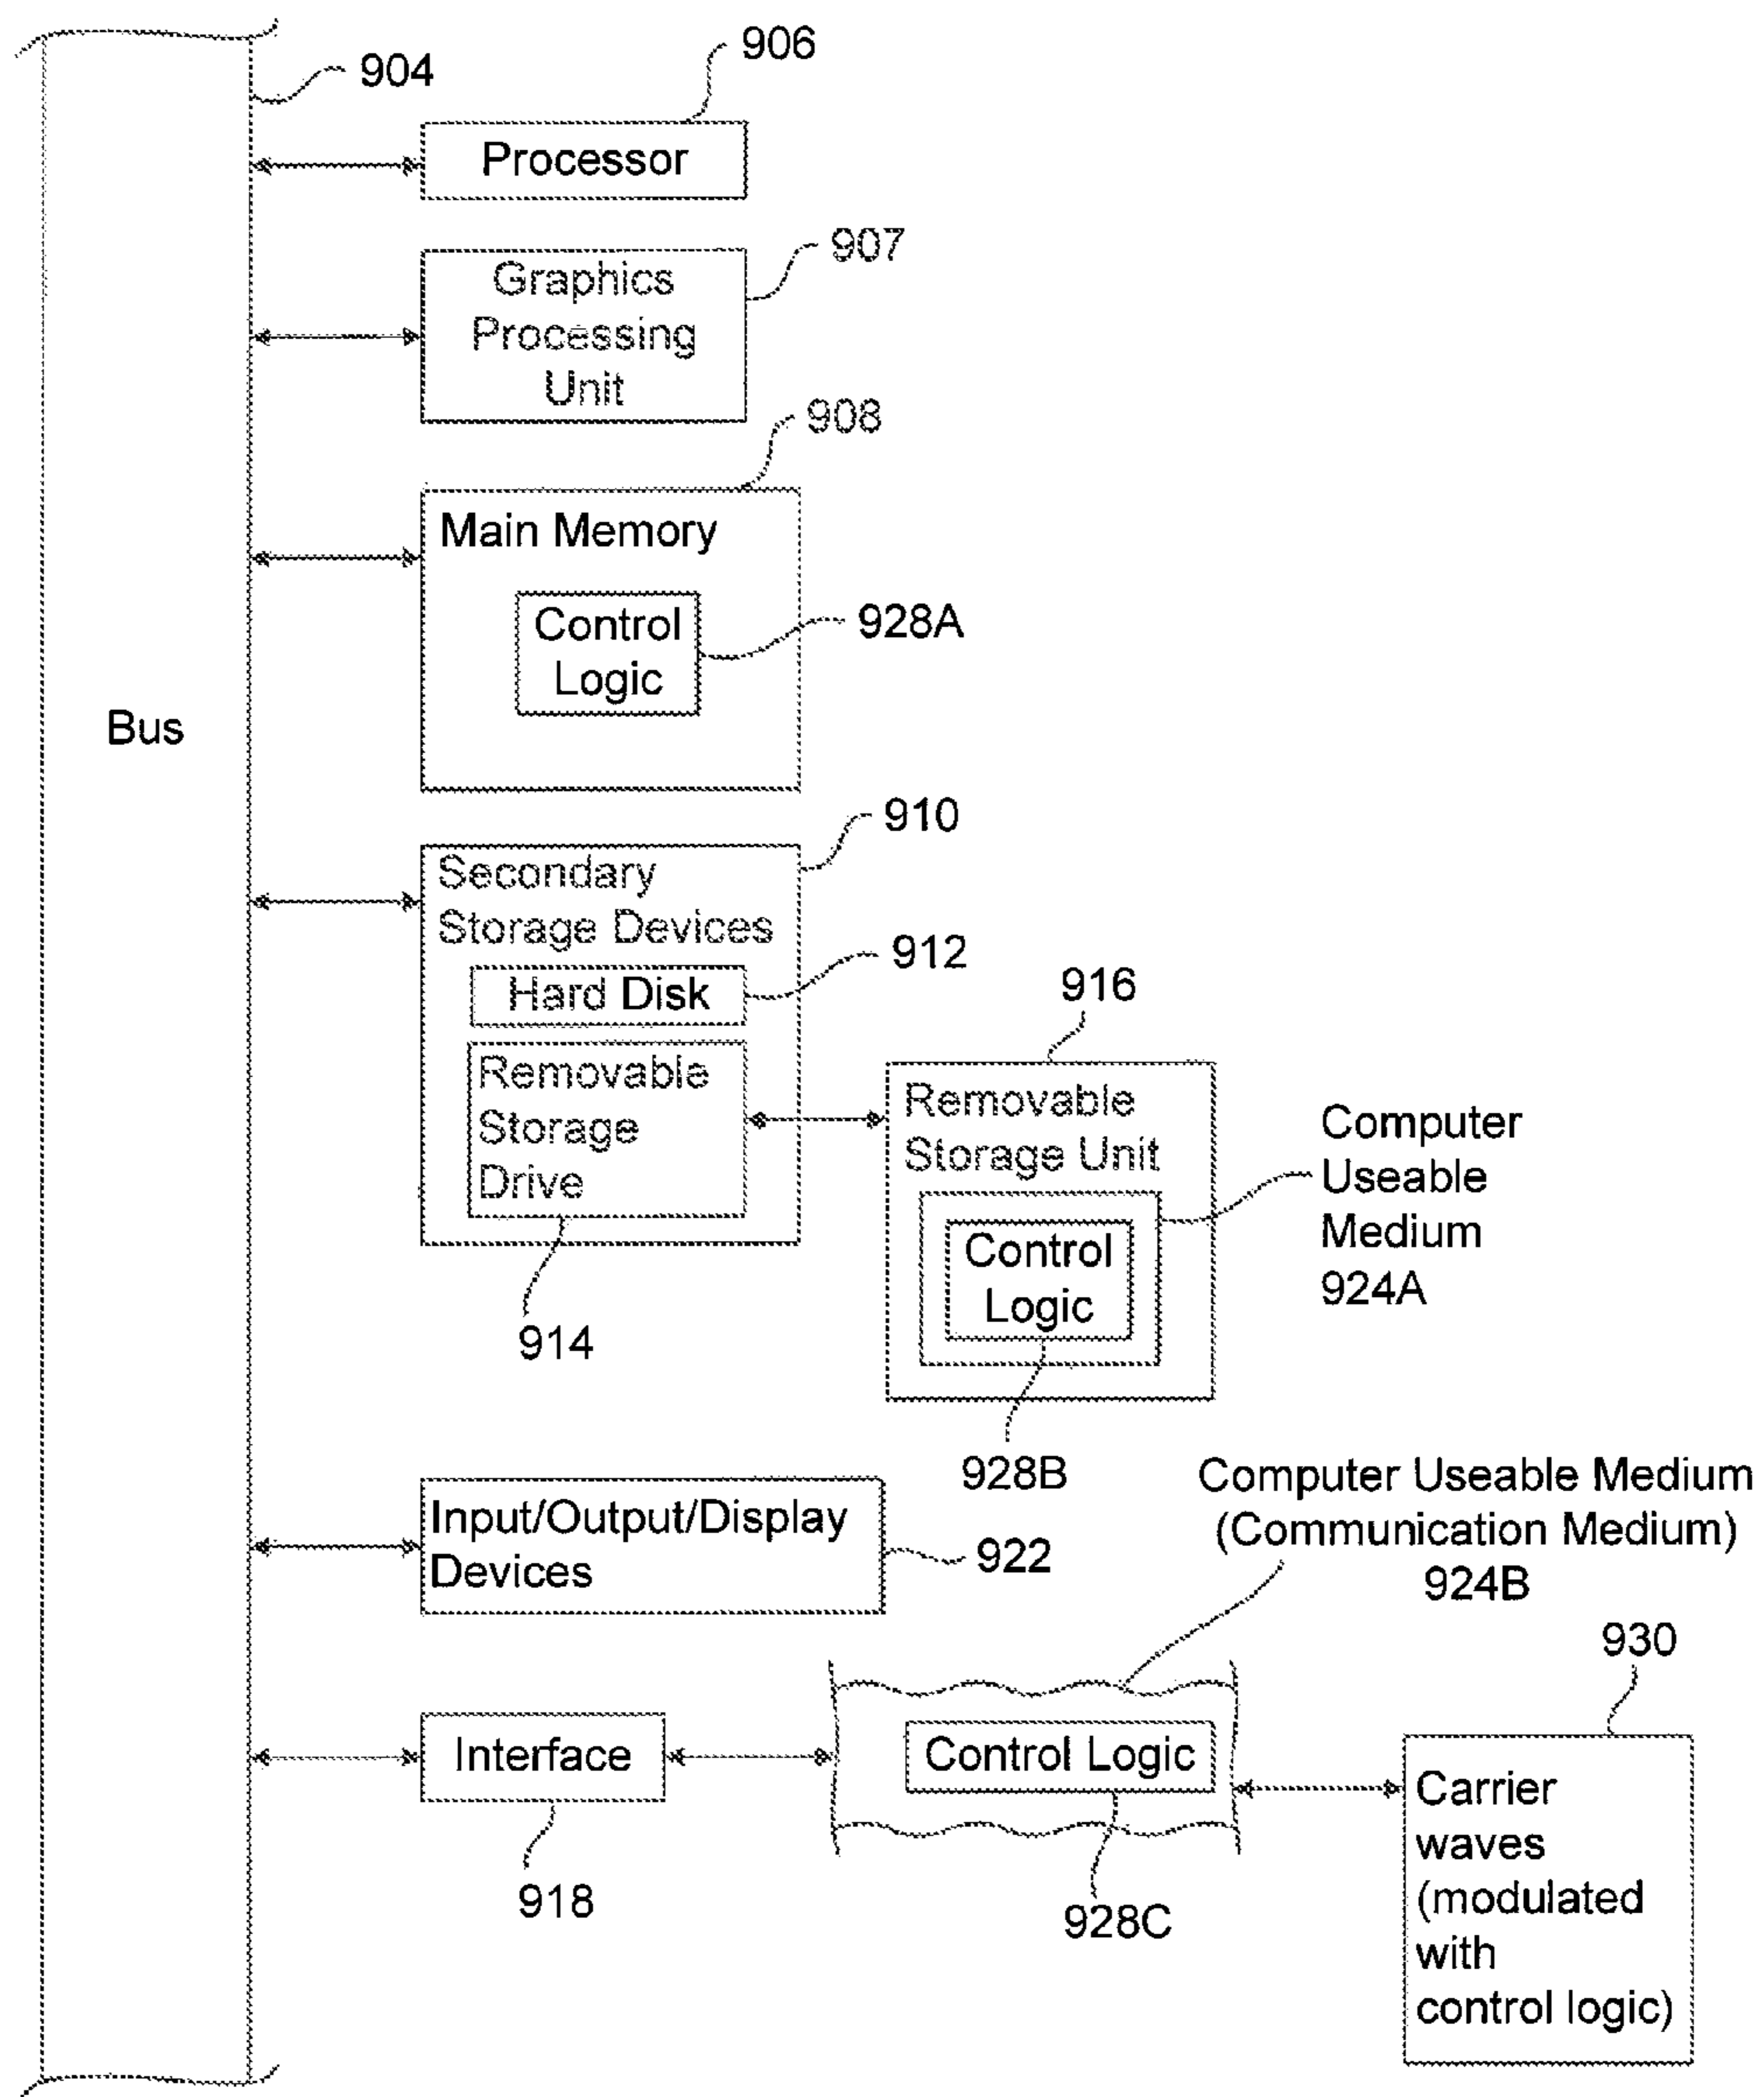 906
904
Processor
907
Graphics
Processing
Unit
908
Main Memory
Control
Logic
928A
Bus
910
Secondary
Storage Devices
912
Hard Disk
916
Removable
Storage
Drive
Removable
Storage Unit
Computer
Useable
Medium
924A
Control
Logic
914
928B
Computer Useable Medium
(Communication Medium)
924B
Input/Output/Display
Devices
922
930
Interface
Control Logic
Carrier
waves
(modulated
with
control logic)
918
928C